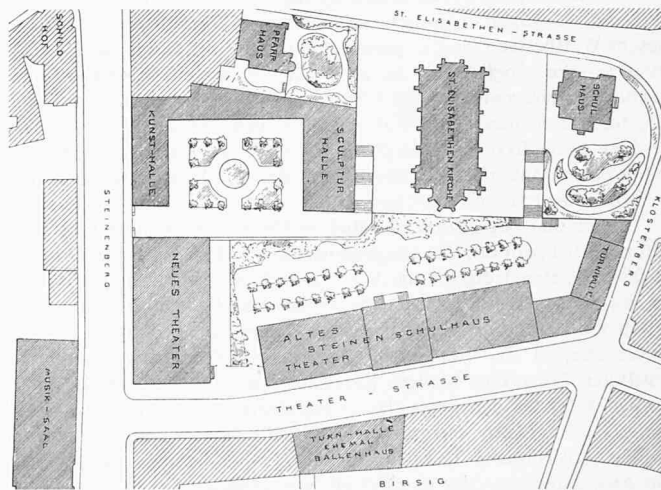 ST. ELISABETHEN - STRASSE
SCHILD
HOF
PFARR
HAUS
KUNST-HALLE
SCULPTUR
HALLE
ST. ELISABETHEN KIRCHE
SCHUL
HAUS
KLOSTERBERG
STEINENBERG
NEUES THEATER
TURNHALLE
ALTES
STEINEN SCHULHAUS
THEATER
MUSIK-SAAL
THEATER - STRASSE
TURN-HALLE
EHEMAL
BALLENHAUS
BIRSIG